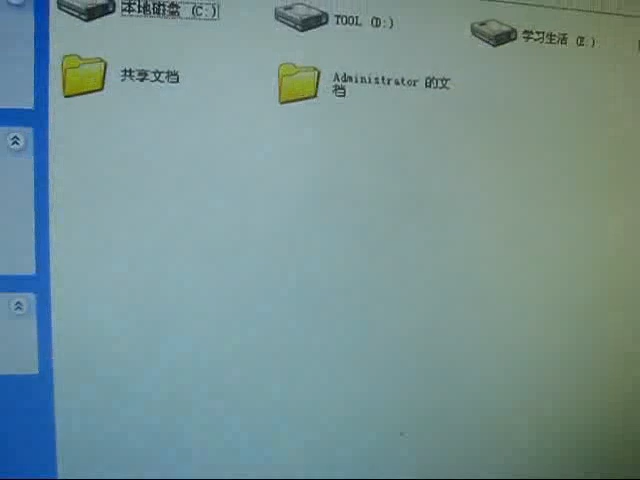 本地磁盘 (C:)
TOOL (D:)
学习生活 (E:)
共享文档
Administrator 的文
档